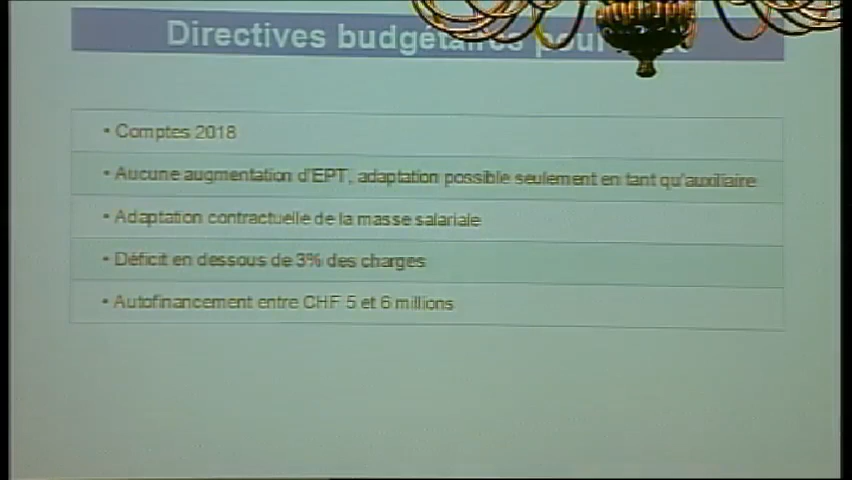 Directives budgétaires pour
• Comptes 2018
• Aucune augmentation d'EPT, adaptation possible seulement en tant qu'auxiliaire
• Adaptation contractuelle de la masse salariale
• Déficit en dessous de 3% des charges
• Autofinancement entre CHF 5 et 6 millions